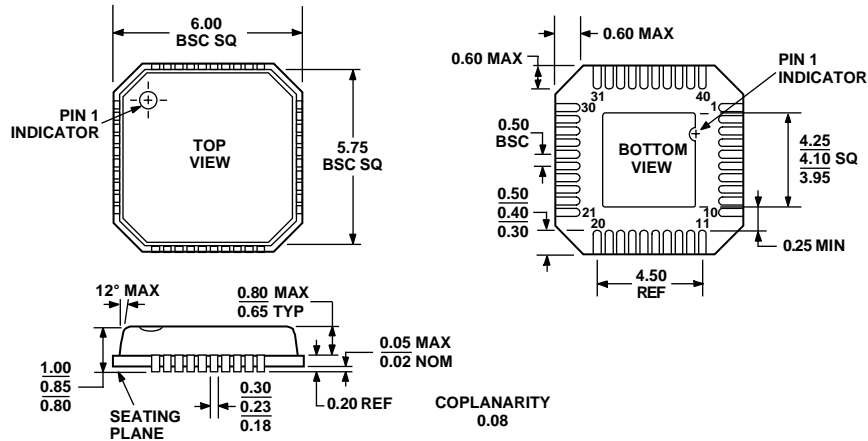 6.00
BSC SQ
PIN 1
INDICATOR
TOP
VIEW
5.75
BSC SQ
0.60 MAX
0.60 MAX
PIN 1
INDICATOR
31
40
30
1
0.50
BSC
BOTTOM
VIEW
4.25
4.10 SQ
3.95
0.50
0.40
0.30
21
10
20
11
0.25 MIN
4.50
REF
12° MAX
0.80 MAX
0.65 TYP
0.05 MAX
0.02 NOM
1.00
0.85
0.80
SEATING
PLANE
0.30
0.23
0.18
0.20 REF
COPLANARITY
0.08